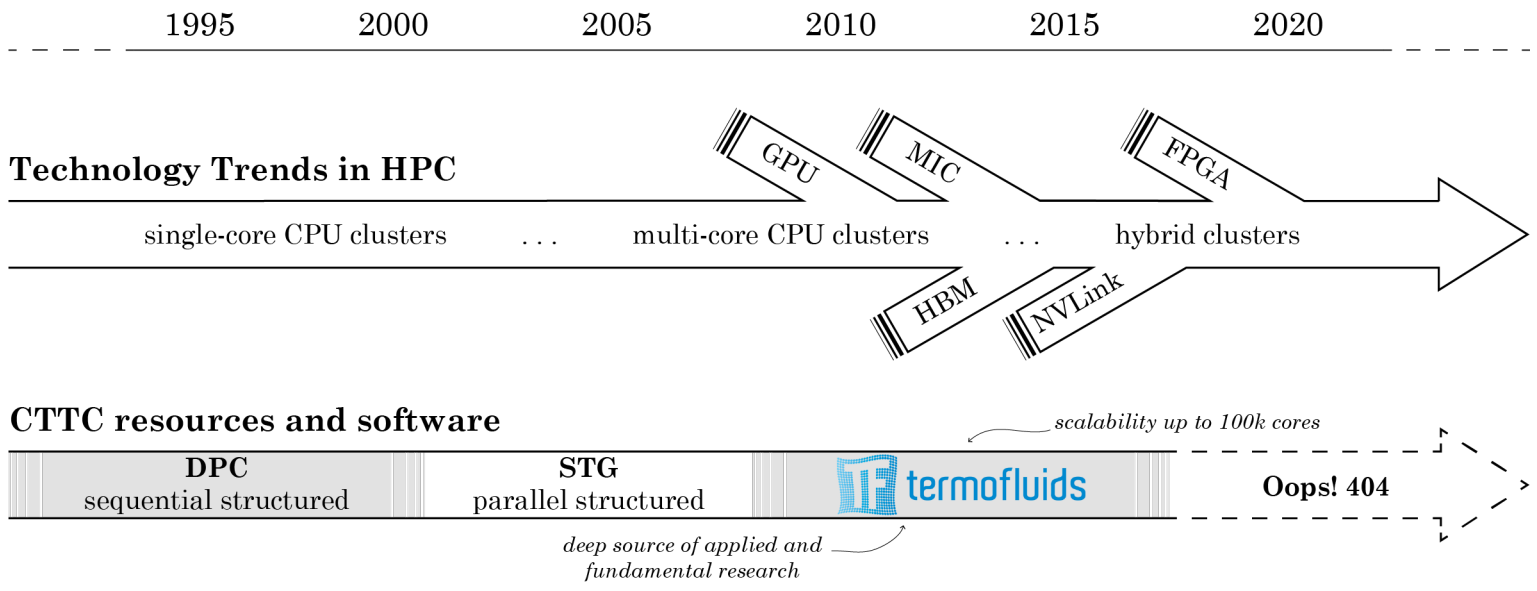 1995 2000 2005 2010 2015 2020
Technology Trends in HPC
GPU
MIC
FPGA
single-core CPU clusters ... multi-core CPU clusters ... hybrid clusters
HBM
NVLink
CTTC resources and software
scalability up to 100k cores
DPC
sequential structured
STG
parallel structured
TF termofluids
Oops! 404
deep source of applied and
fundamental research